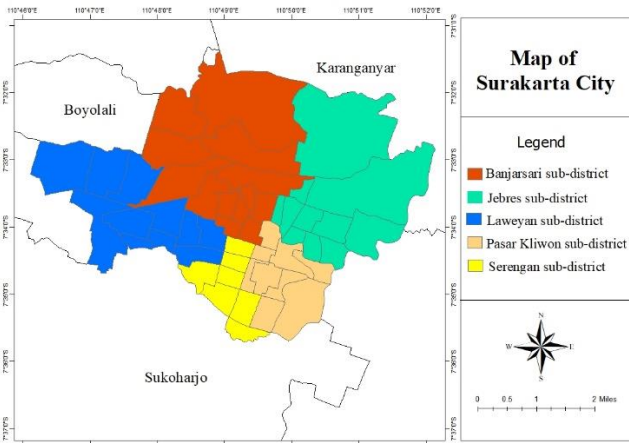 110°46'0"E 110°47'0"E 110°48'0"E 110°49'0"E 110°50'0"E 110°51'0"E 110°52'0"E
Karanganyar
Boyolali
Sukoharjo
Map of
Surakarta City
Legend
Banjarsari sub-district
Jebres sub-district
Laweyan sub-district
Pasar Kliwon sub-district
Serengan sub-district
N
W E
S
0 0.5 1 2 Miles